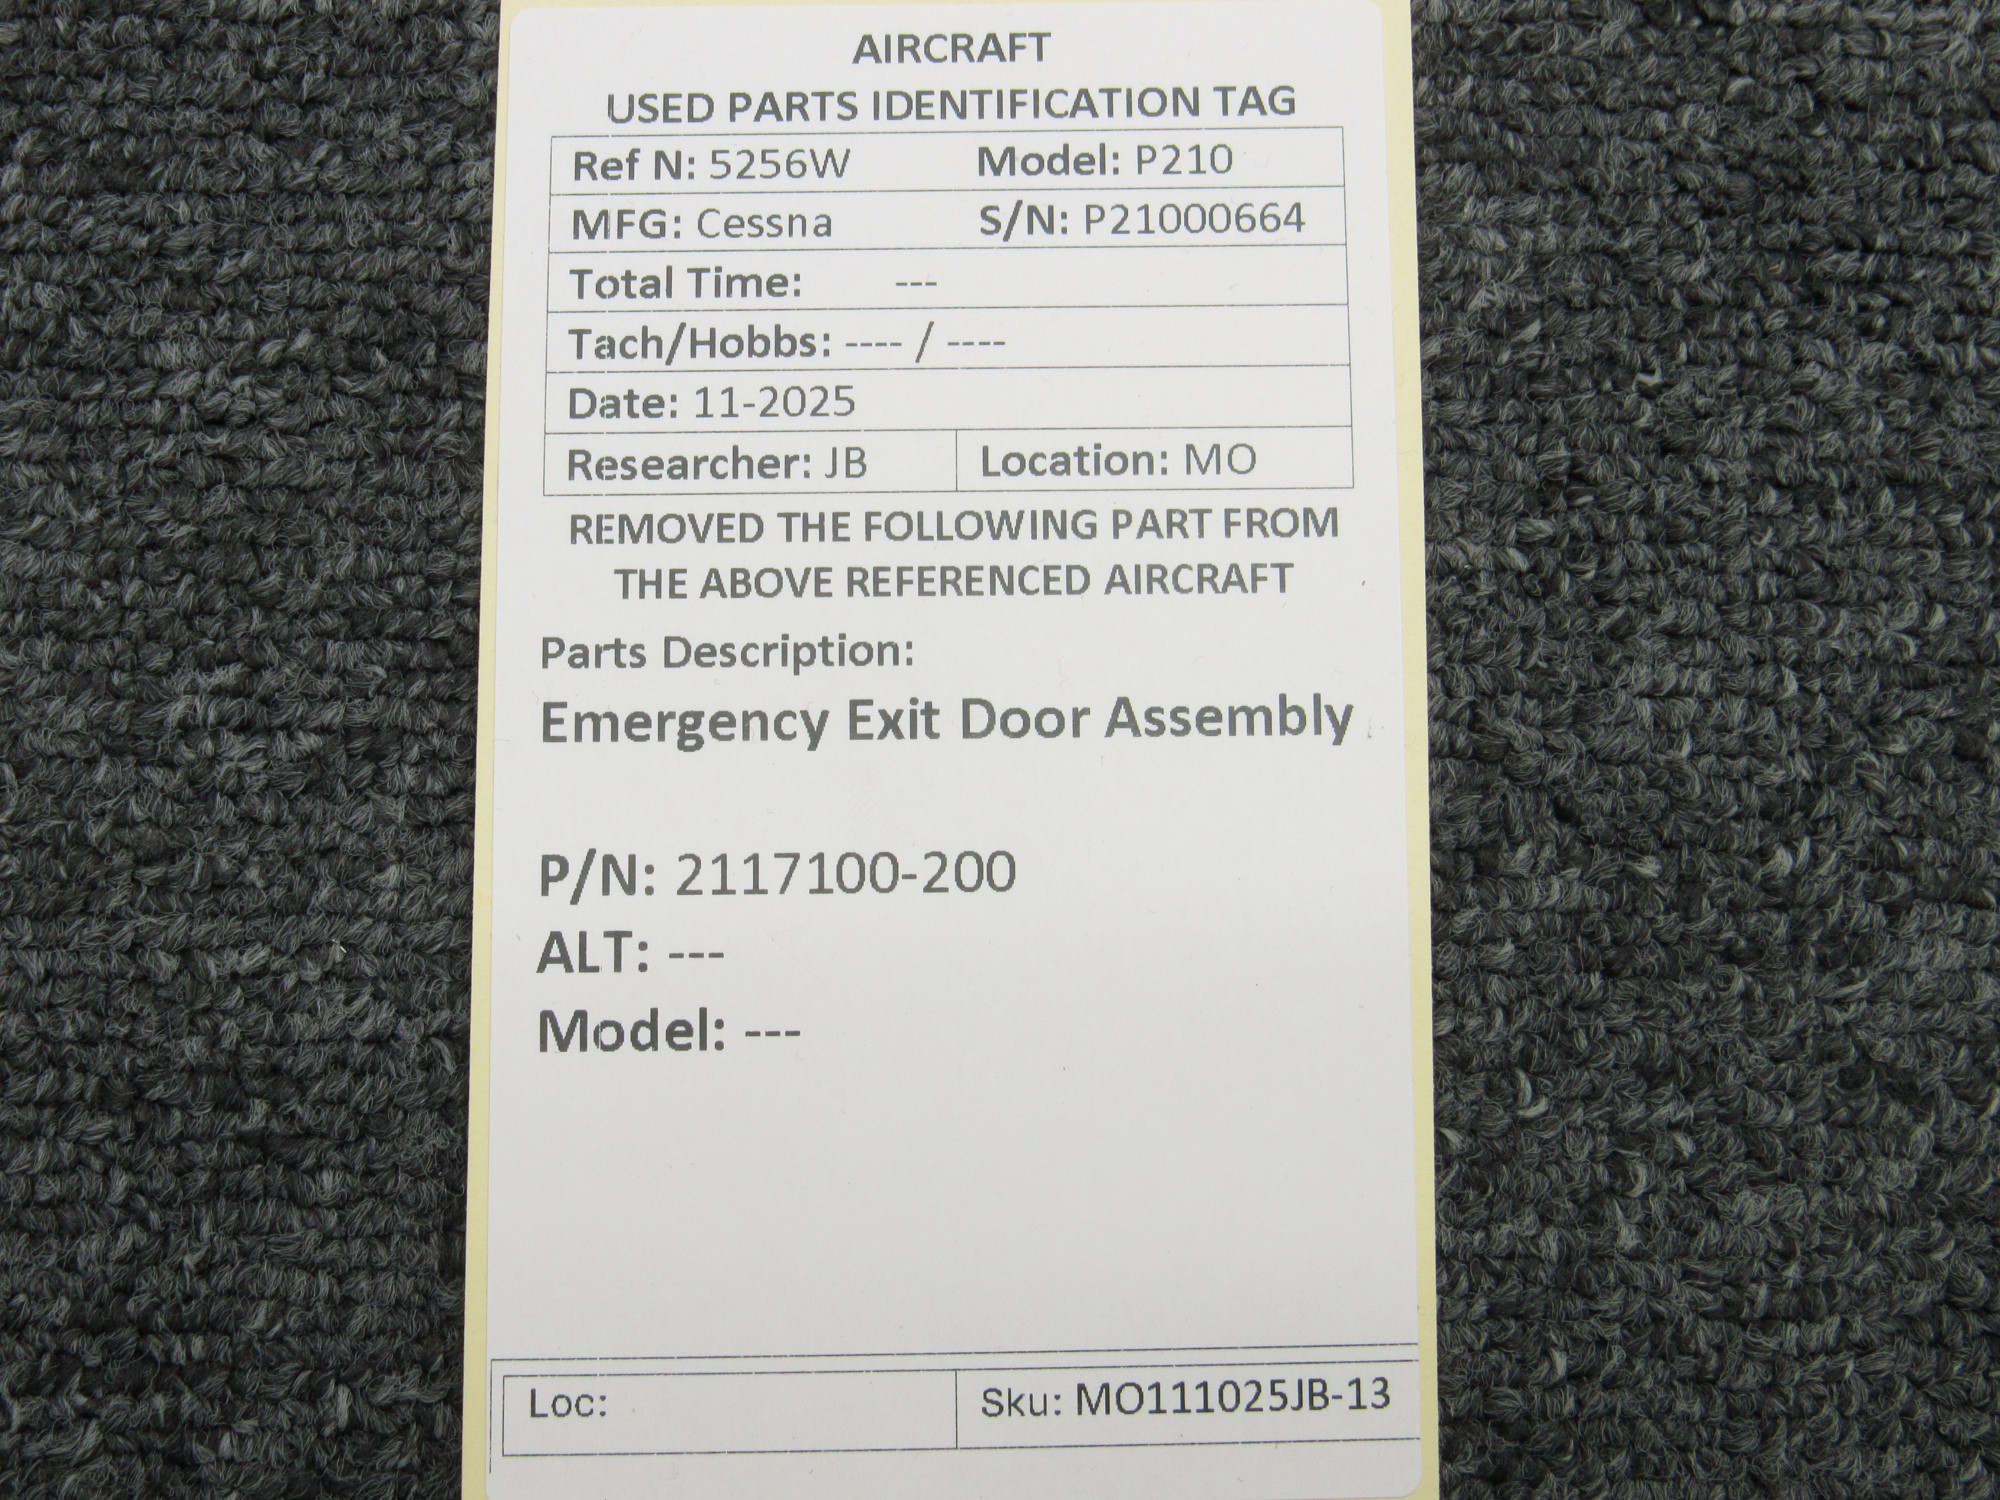 AIRCRAFT
USED PARTS IDENTIFICATION TAG
Ref N: 5256W Model: P210
MFG: Cessna S/N: P21000664
Total Time: ---
Tach/Hobbs: ---- / ----
Date: 11-2025
Researcher: JB Location: MO
REMOVED THE FOLLOWING PART FROM
THE ABOVE REFERENCED AIRCRAFT
Parts Description:
Emergency Exit Door Assembly
P/N: 2117100-200
ALT: ---
Model: ---
Loc: Sku: MO111025JB-13